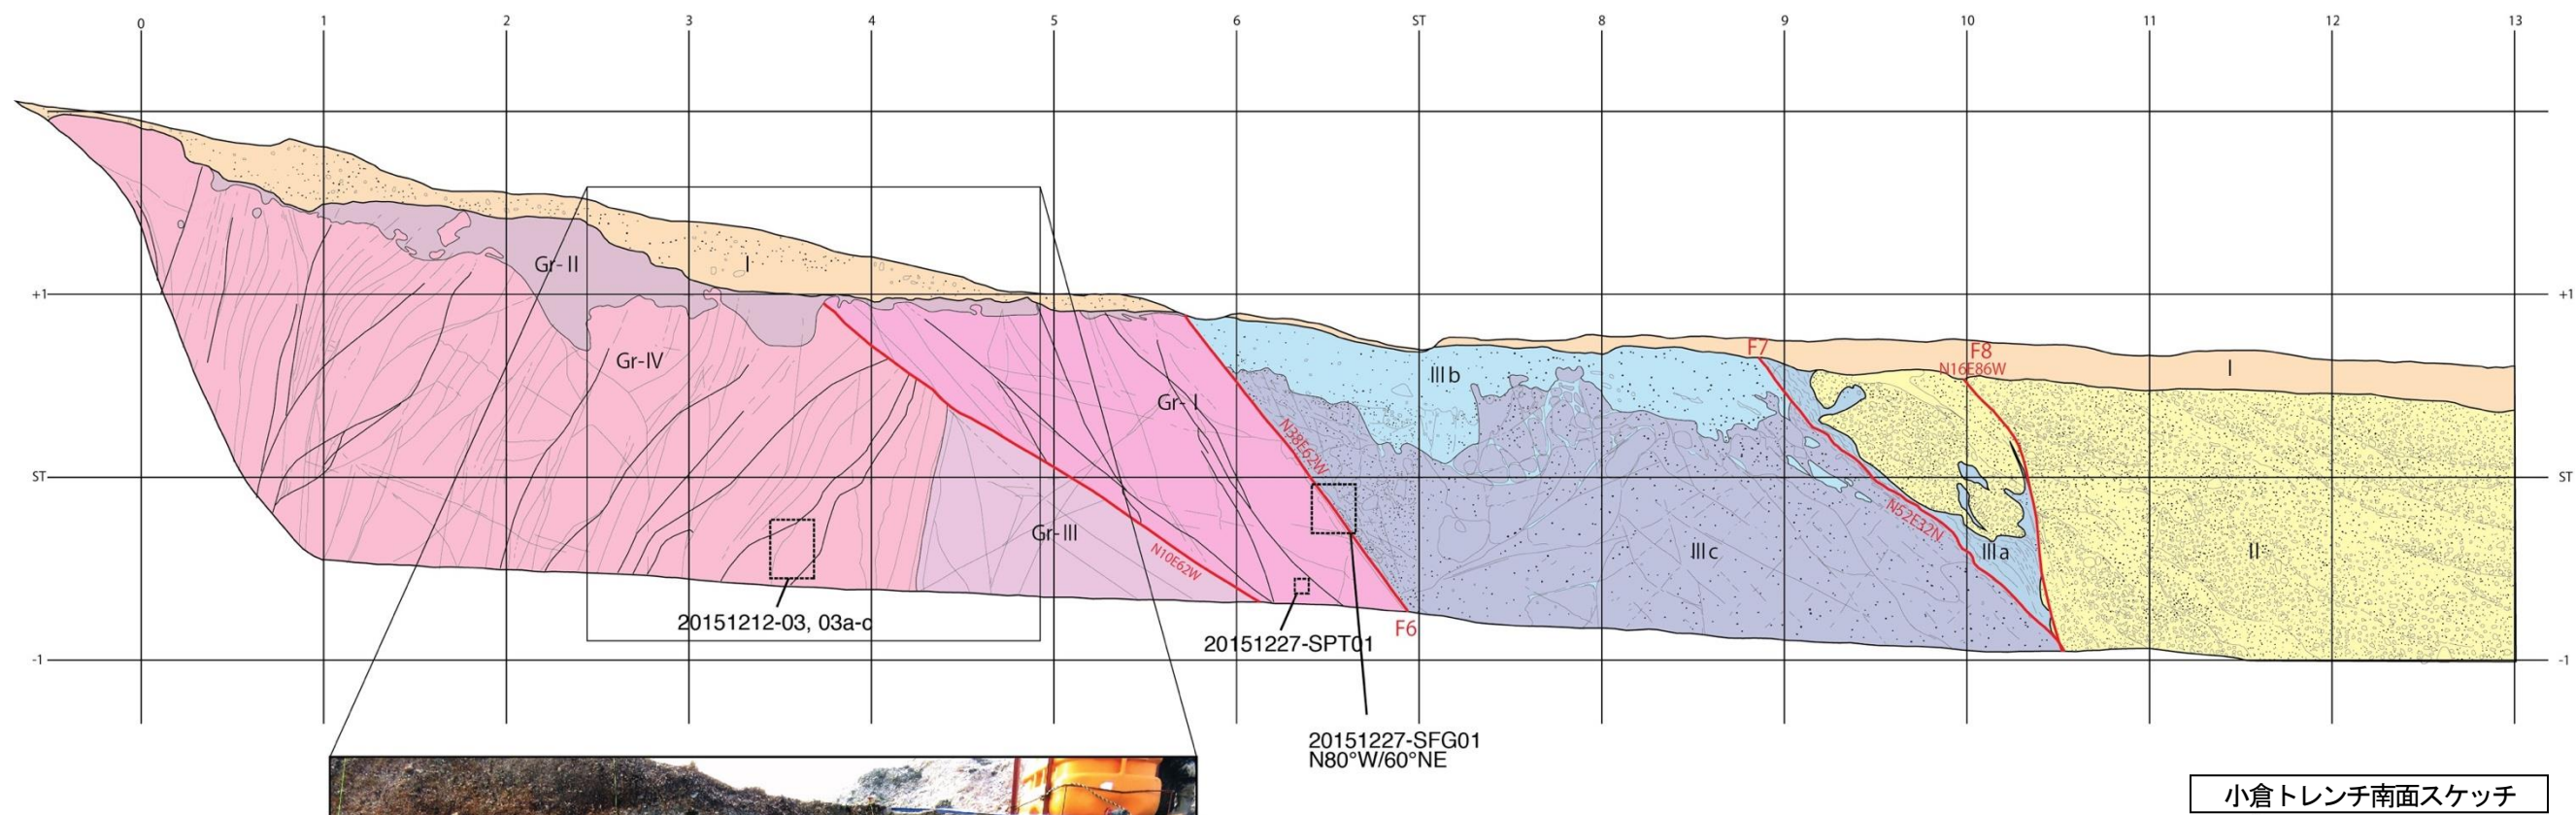 0 1 2 3 4 5 6 ST 8 9 10 11 12 13
+1 +1
ST ST
-1 -1
Gr-II
I
Gr-IV
Gr-I
Gr-III
N10E62W
N38E62W
F6
IIIb
IIIc
F7
F8
N16E86W
N52E32N
IIIa
I
II
20151212-03, 03a-c
20151227-SPT01
20151227-SFG01
N80°W/60°NE
小倉トレンチ南面スケッチ